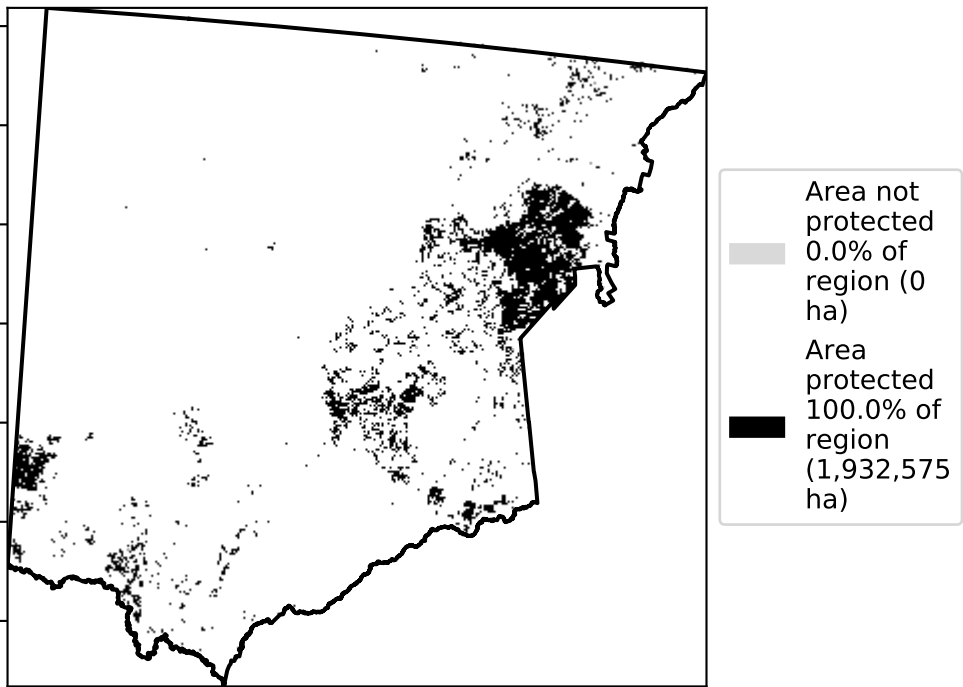 Area not
protected
0.0% of
region (0
ha)
Area
protected
100.0% of
region
(1,932,575
ha)